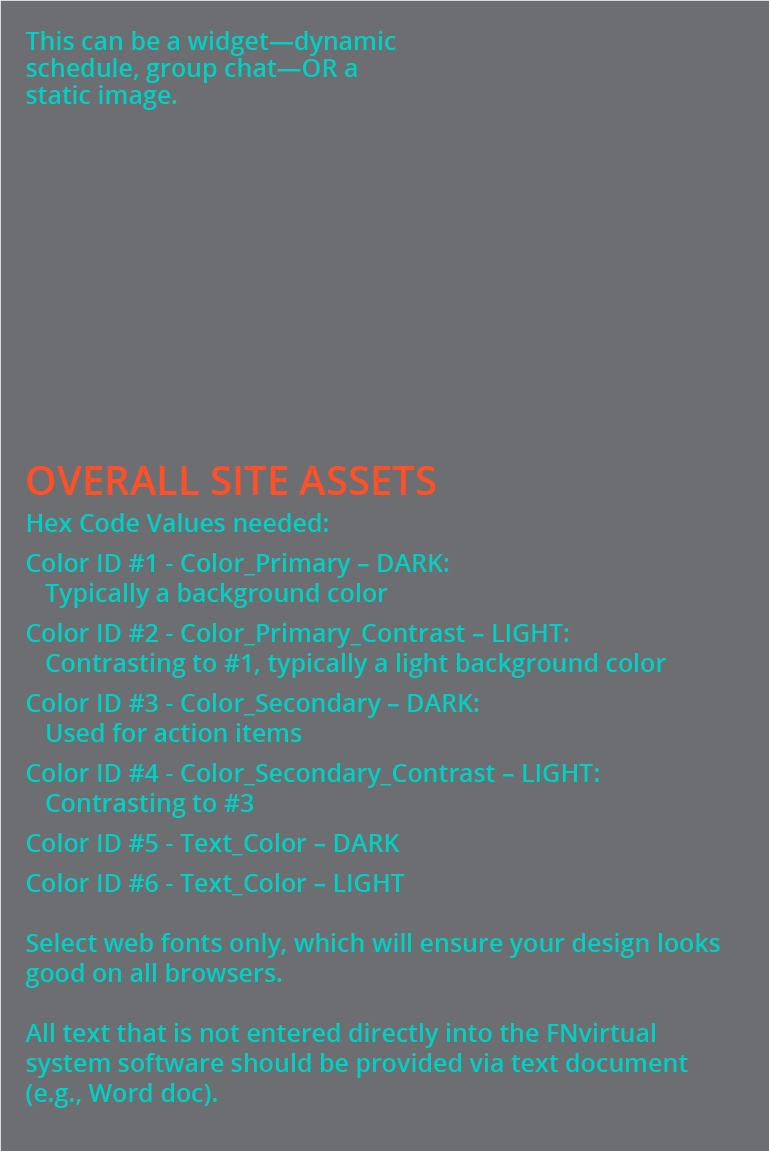 This can be a widget—dynamic
schedule, group chat—OR a
static image.
OVERALL SITE ASSETS
Hex Code Values needed:
Color ID #1 - Color_Primary – DARK:
Typically a background color
Color ID #2 - Color_Primary_Contrast – LIGHT:
Contrasting to #1, typically a light background color
Color ID #3 - Color_Secondary – DARK:
Used for action items
Color ID #4 - Color_Secondary_Contrast – LIGHT:
Contrasting to #3
Color ID #5 - Text_Color – DARK
Color ID #6 - Text_Color – LIGHT
Select web fonts only, which will ensure your design looks
good on all browsers.
All text that is not entered directly into the FNvirtual
system software should be provided via text document
(e.g., Word doc).